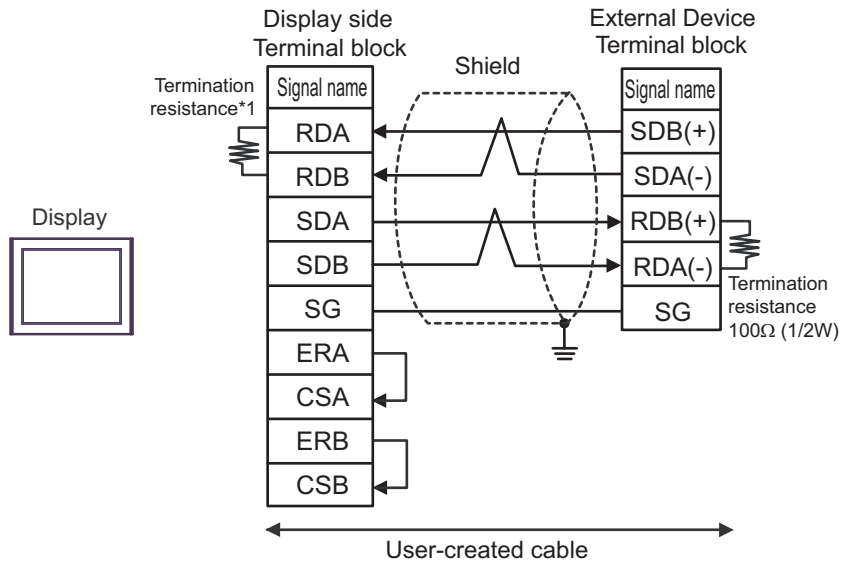 Display side
Terminal block
External Device
Terminal block
Termination
resistance*1
Shield
Signal name
RDA
RDB
SDA
SDB
SG
ERA
CSA
ERB
CSB
Signal name
SDB(+)
SDA(-)
RDB(+)
RDA(-)
SG
Display
Termination
resistance
100Ω (1/2W)
User-created cable